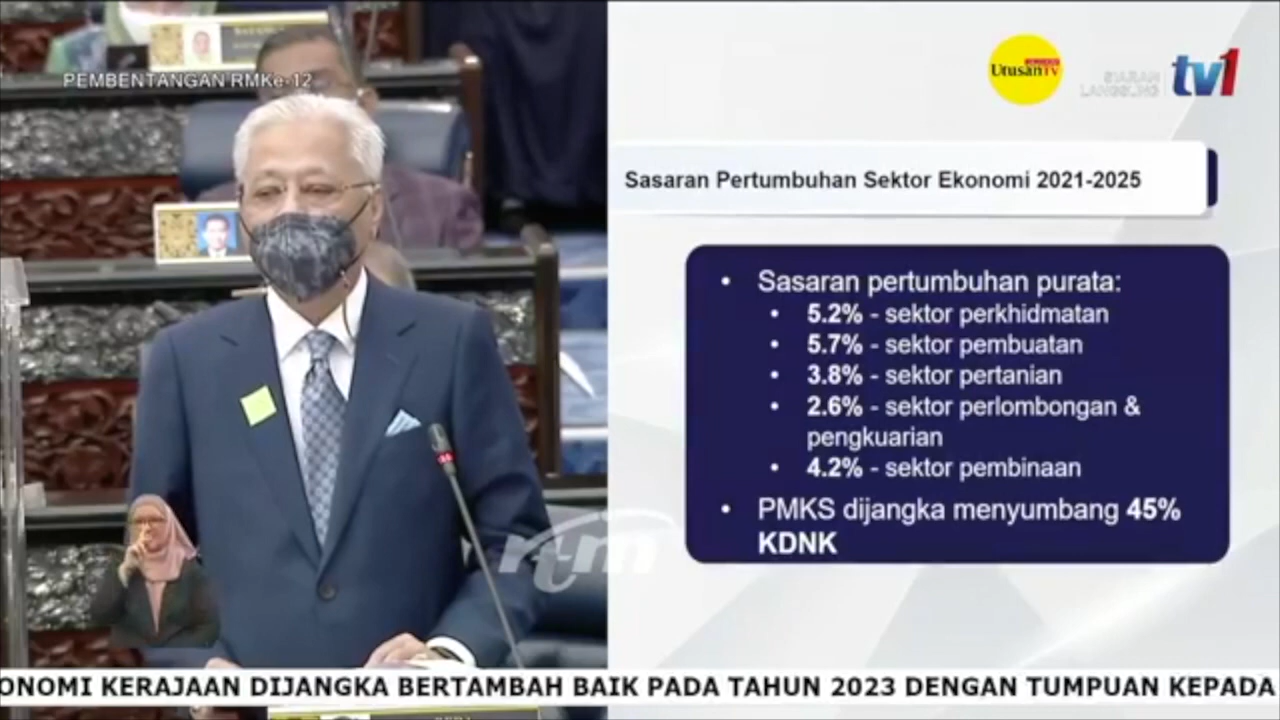 PEMBENTANGAN RMKe-12
UtusanTV
SIARAN
LANGSUNG
tv1
Sasaran Pertumbuhan Sektor Ekonomi 2021-2025
• Sasaran pertumbuhan purata:
• 5.2% - sektor perkhidmatan
• 5.7% - sektor pembuatan
• 3.8% - sektor pertanian
• 2.6% - sektor perlombongan &
pengkuarian
• 4.2% - sektor pembinaan
• PMKS dijangka menyumbang 45%
KDNK
rtm
ONOMI KERAJAAN DIJANGKA BERTAMBAH BAIK PADA TAHUN 2023 DENGAN TUMPUAN KEPADA